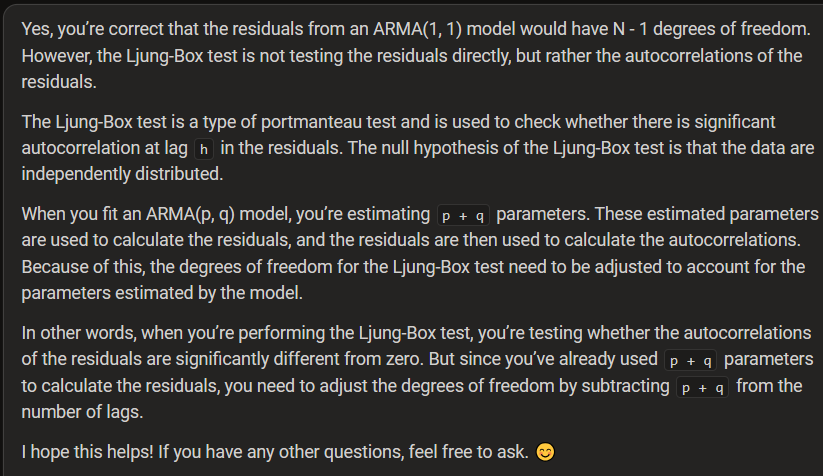 Yes, you’re correct that the residuals from an ARMA(1, 1) model would have N - 1 degrees of freedom.
However, the Ljung-Box test is not testing the residuals directly, but rather the autocorrelations of the
residuals.
The Ljung-Box test is a type of portmanteau test and is used to check whether there is significant
autocorrelation at lag h in the residuals. The null hypothesis of the Ljung-Box test is that the data are
independently distributed.
When you fit an ARMA(p, q) model, you’re estimating p + q parameters. These estimated parameters
are used to calculate the residuals, and the residuals are then used to calculate the autocorrelations.
Because of this, the degrees of freedom for the Ljung-Box test need to be adjusted to account for the
parameters estimated by the model.
In other words, when you’re performing the Ljung-Box test, you’re testing whether the autocorrelations
of the residuals are significantly different from zero. But since you’ve already used p + q parameters
to calculate the residuals, you need to adjust the degrees of freedom by subtracting p + q from the
number of lags.
I hope this helps! If you have any other questions, feel free to ask. 😊